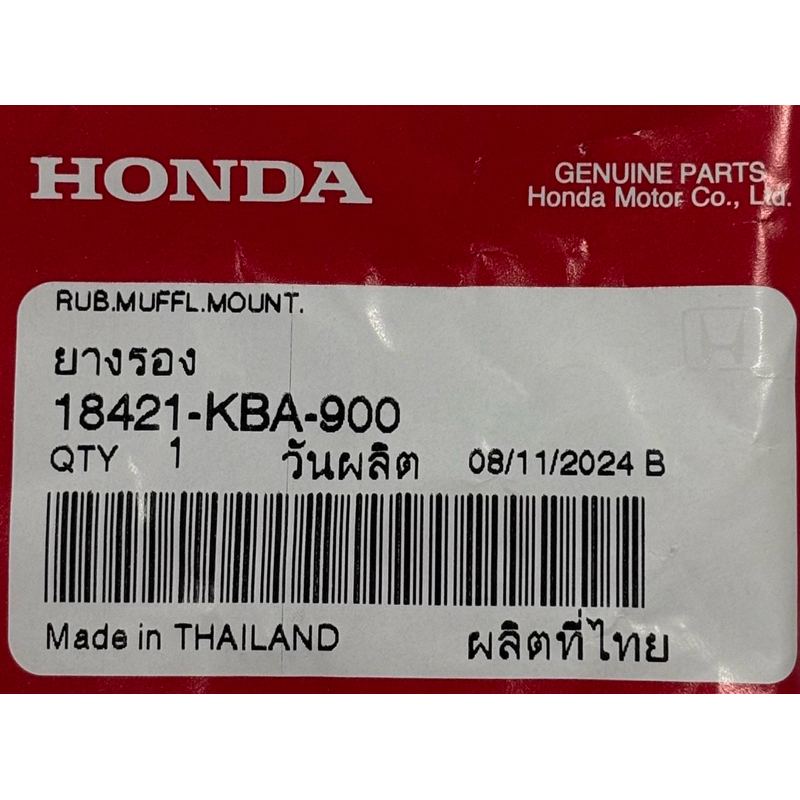 HONDA
GENUINE PARTS
Honda Motor Co., Ltd.
RUB.MUFFL.MOUNT.
ยางรอง
18421-KBA-900
QTY 1 วันผลิต 08/11/2024 B
Made in THAILAND ผลิตที่ไทย